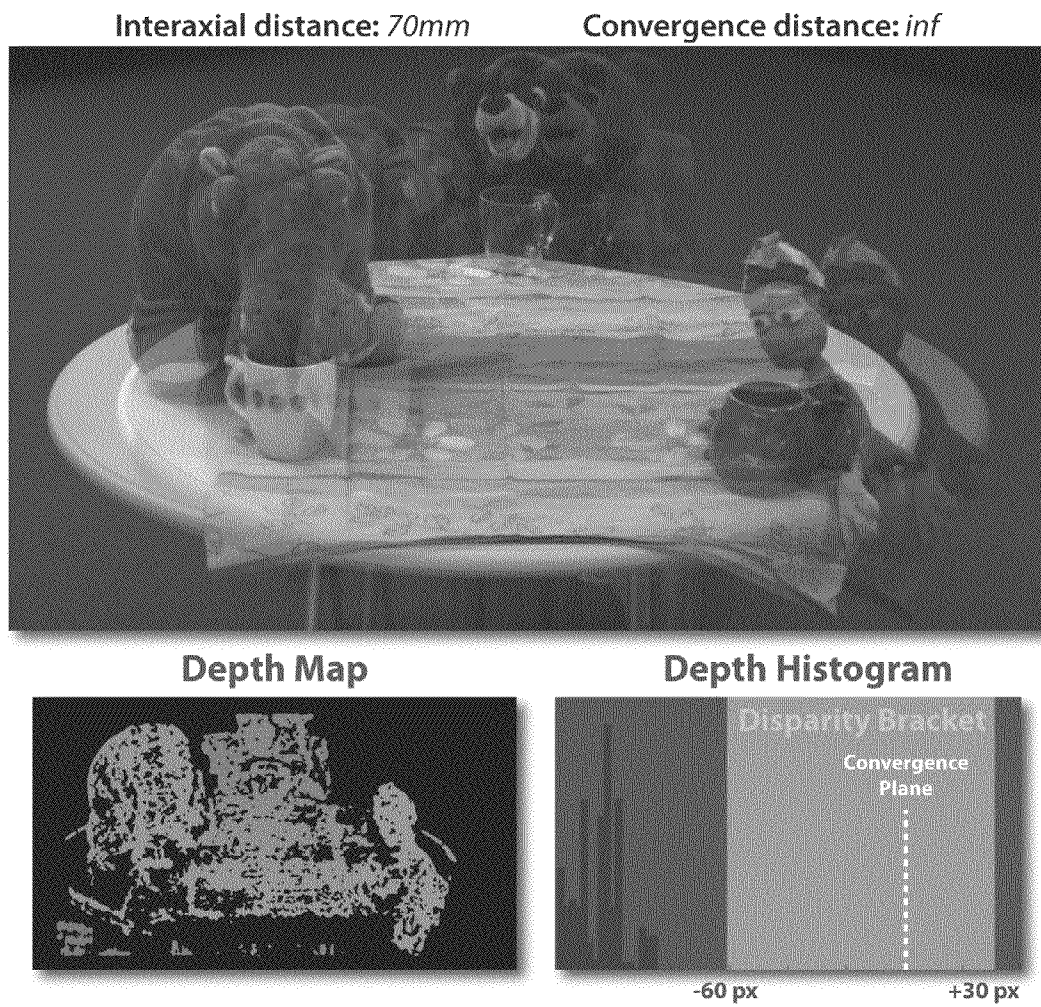 Interaxial distance: 70mm
Convergence distance: inf
Depth Map
Depth Histogram
Disparity Bracket
Convergence
Plane
-60 px
+30 px